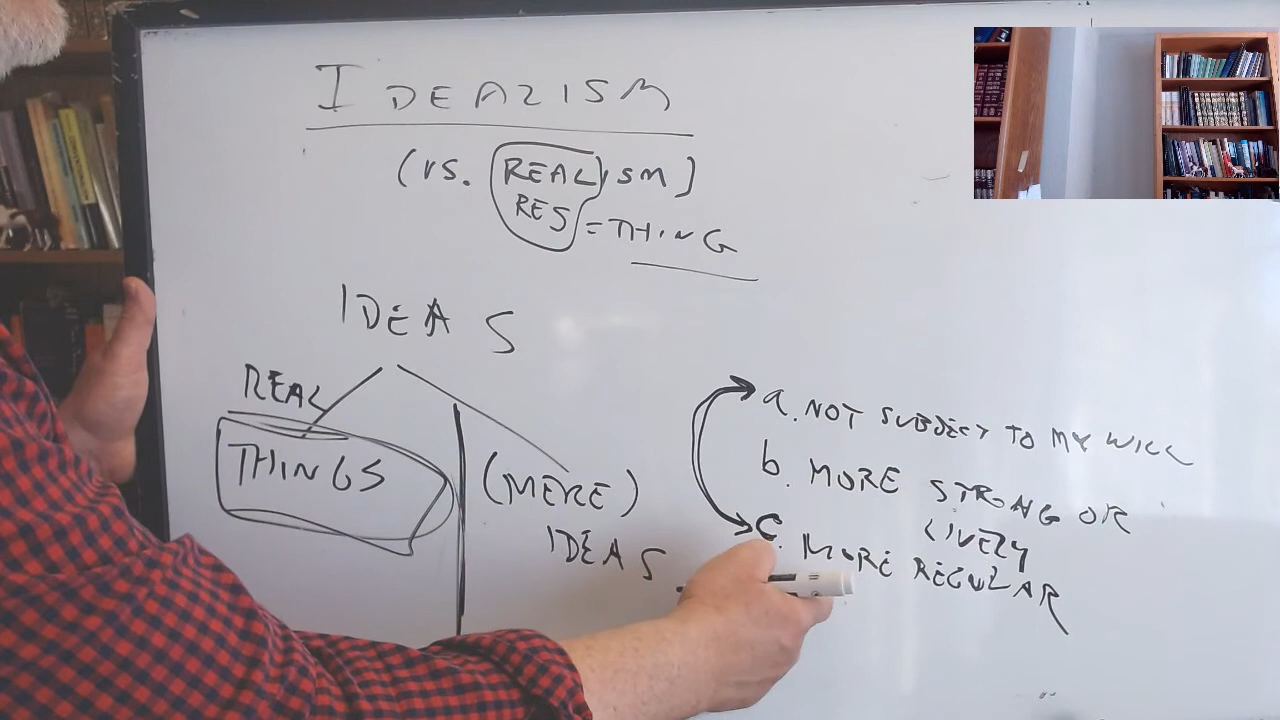 IDEALISM
(VS. REALISM)
RES = THING
IDEAS
REAL
THINGS
(MERE)
IDEAS
a. NOT SUBJECT TO MY WILL
b. MORE STRONG OR
LIVELY
c. MORE REGULAR